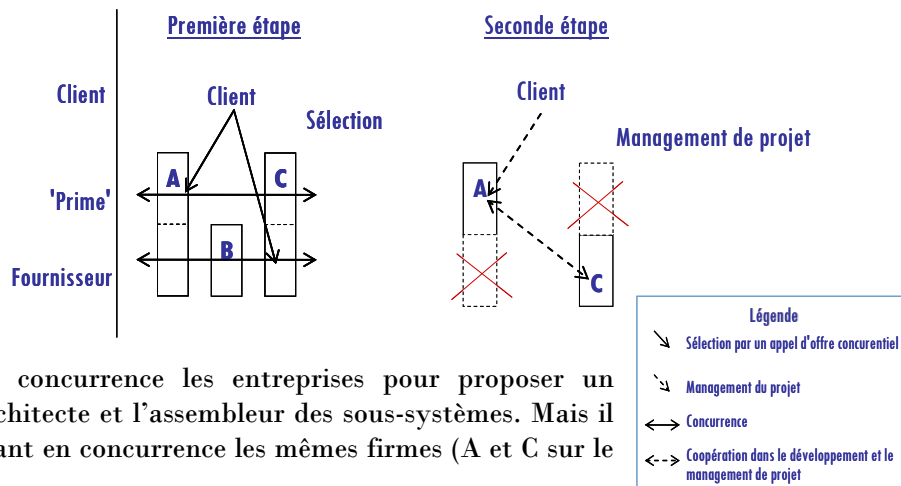 Première étape
Seconde étape
Client
Client
Client
Sélection
Management de projet
'Prime'
A
C
A
B
Fournisseur
C
Légende
Sélection par un appel d'offre concurentiel
Management du projet
Concurrence
Coopération dans le développement et le
management de projet
concurrence les entreprises pour proposer un
chitecte et l'assembleur des sous-systèmes. Mais il
ant en concurrence les mêmes firmes (A et C sur le